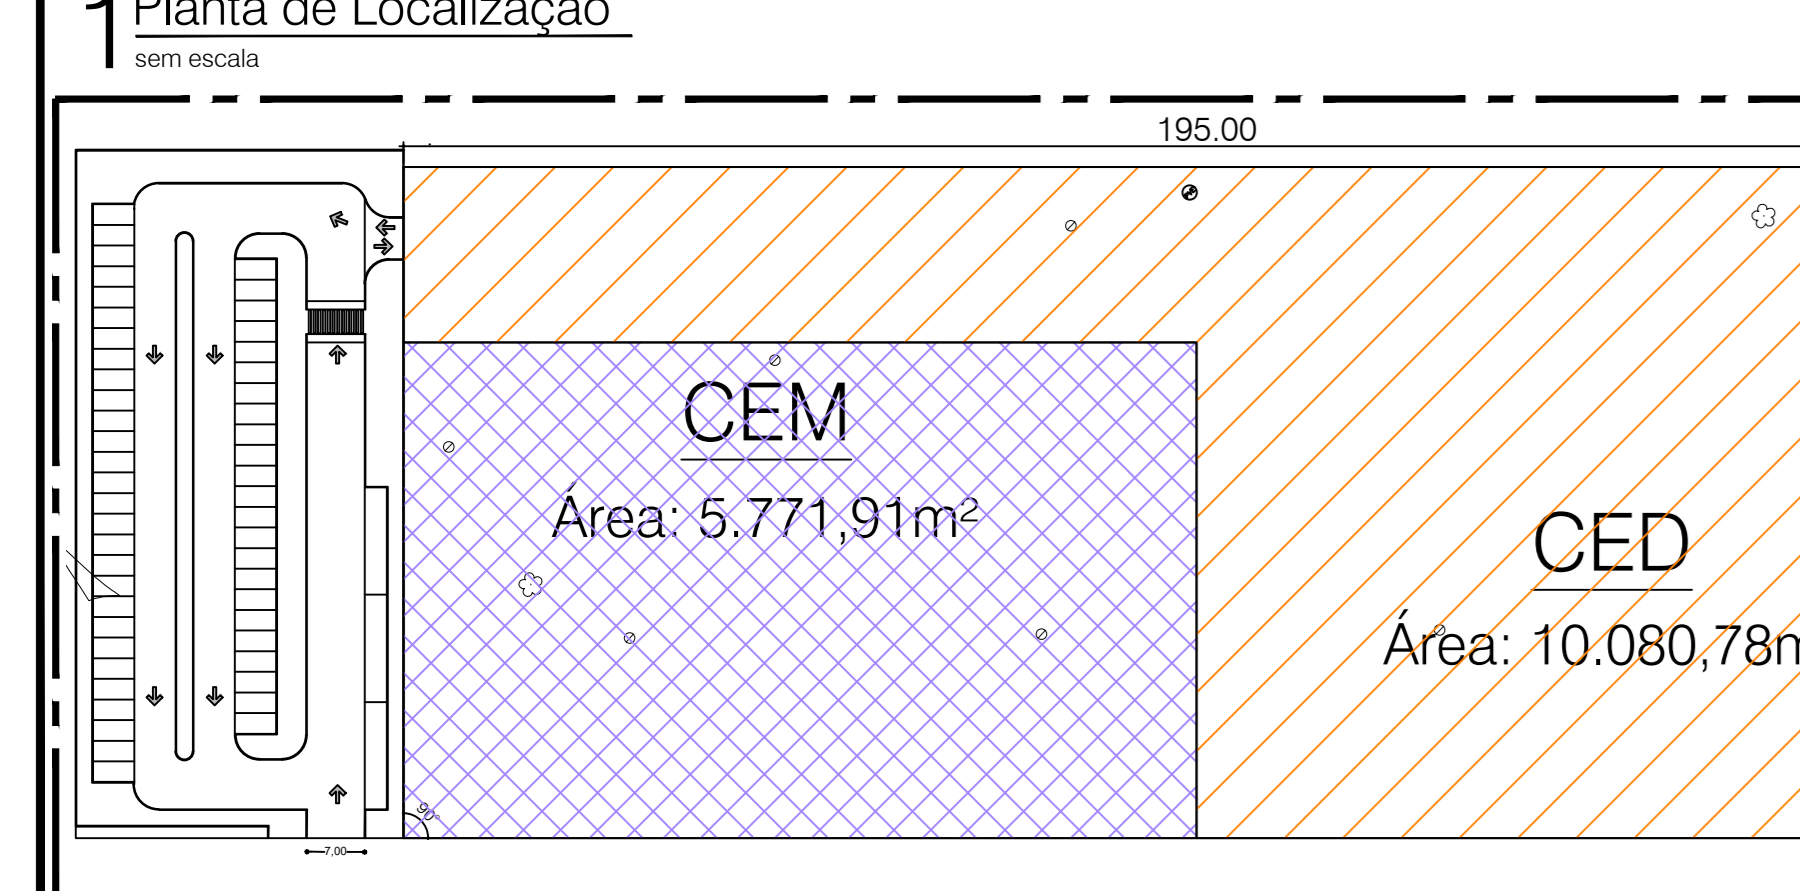 1 Planta de Localização
sem escala
195.00
CEM
Área: 5.771,91m²
CED
Área: 10.080,78m
90°
7,00